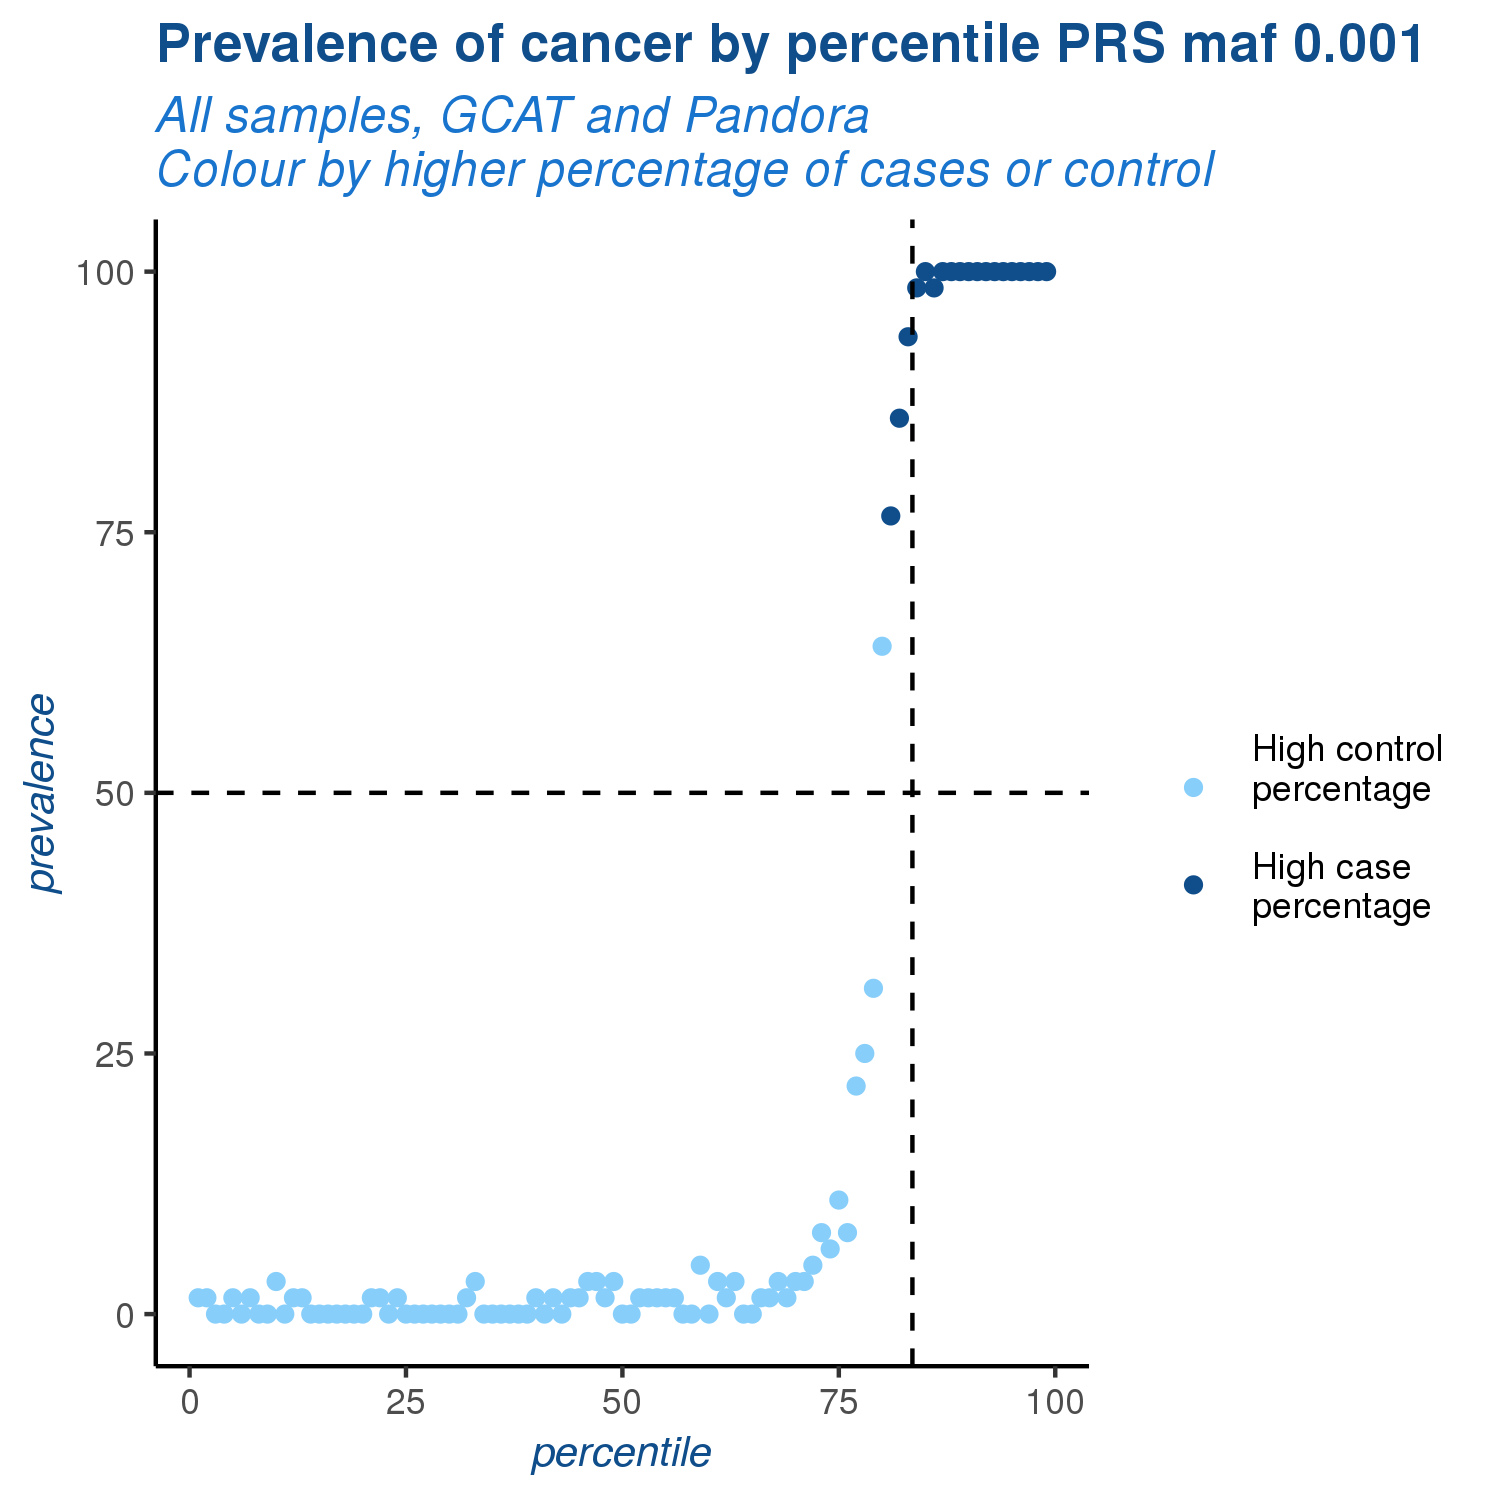 Prevalence of cancer by percentile PRS maf 0.001
All samples, GCAT and Pandora
Colour by higher percentage of cases or control
100
75
50
25
0
prevalence
0 25 50 75 100
percentile
High control
percentage
High case
percentage